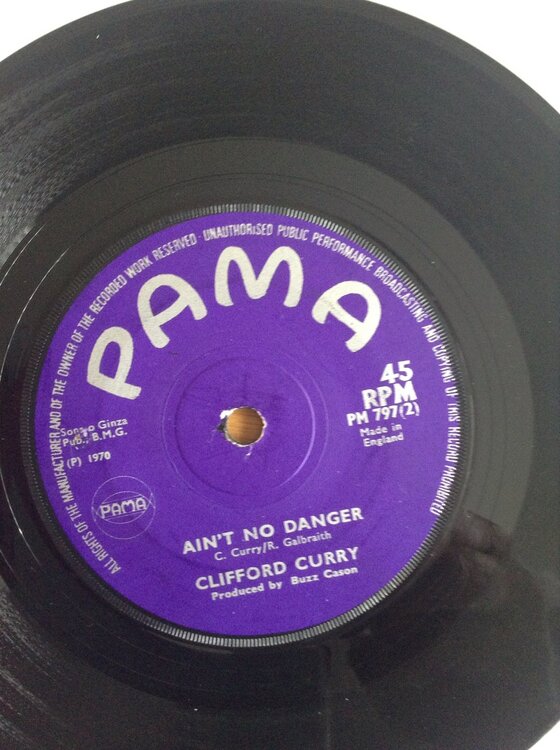 ALL RIGHTS OF THE MANUFACTURER AND OF THE OWNER OF THE RECORDED WORK RESERVED · UNAUTHORISED PUBLIC PERFORMANCE BROADCASTING AND COPYING OF THIS RECORD PROHIBITED
PAMA
45
RPM
PM 797(2)
Made in
England
o Ginza
Pub., B.M.G.
(P) 1970
PAMA
AIN'T NO DANGER
C. Curry/R. Galbraith
CLIFFORD CURRY
Produced by Buzz Cason